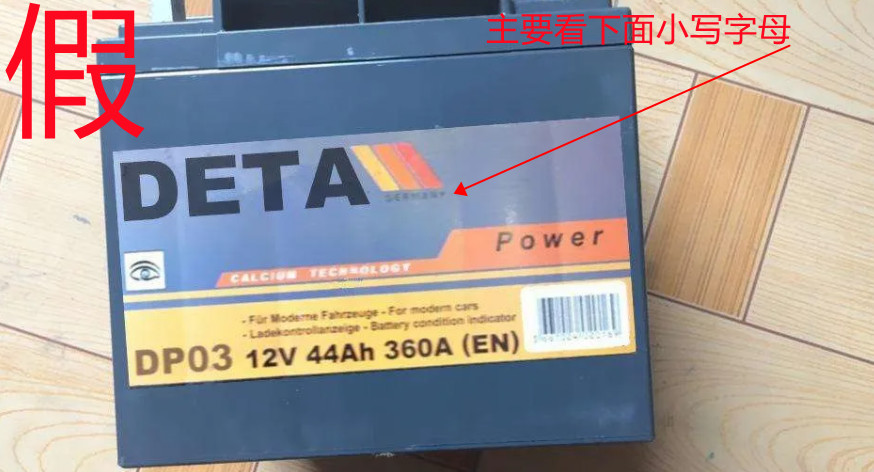 假
主要看下面小写字母
DETA
GERMANY
Power
CALCIUM TECHNOLOGY
- Für Moderne Fahrzeuge - For modern cars
- Ladekontrollanzeige - Battery condition indicator
DP03 12V 44Ah 360A (EN)